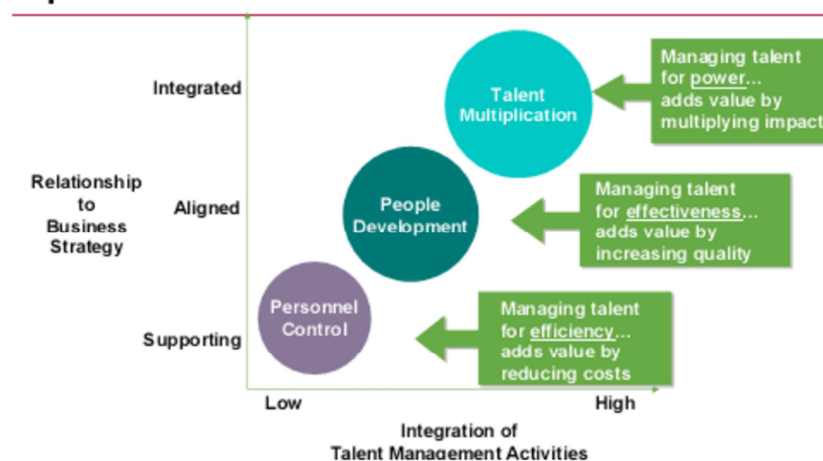 Integrated
Talent
Multiplication
Managing talent
for power...
adds value by
multiplying impact
Relationship
to
Business
Strategy
Aligned
People
Development
Managing talent
for effectiveness...
adds value by
increasing quality
Supporting
Personnel
Control
Managing talent
for efficiency...
adds value by
reducing costs
Low
High
Integration of
Talent Management Activities